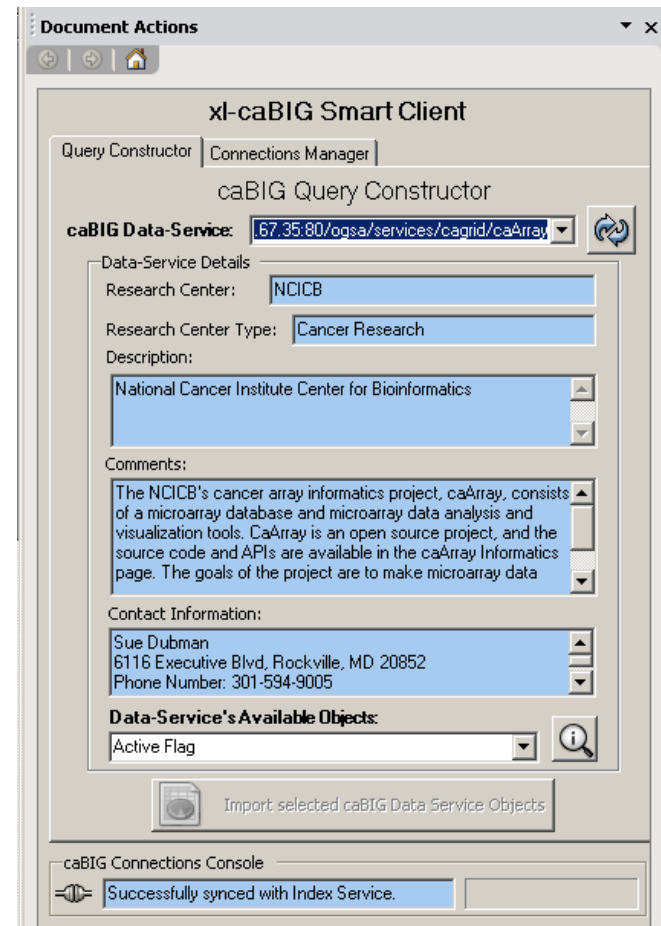 Document Actions
xl-caBIG Smart Client
Query Constructor
Connections Manager
caBIG Query Constructor
caBIG Data-Service:
.67.35:80/ogsa/services/cagrid/caArray
Data-Service Details
Research Center:
NCICB
Research Center Type:
Cancer Research
Description:
National Cancer Institute Center for Bioinformatics
Comments:
The NCICB's cancer array informatics project, caArray, consists
of a microarray database and microarray data analysis and
visualization tools. CaArray is an open source project, and the
source code and APIs are available in the caArray Informatics
page. The goals of the project are to make microarray data
Contact Information:
Sue Dubman
6116 Executive Blvd, Rockville, MD 20852
Phone Number: 301-594-9005
Data-Service's Available Objects:
Active Flag
Import selected caBIG Data Service Objects
caBIG Connections Console
Successfully synced with Index Service.